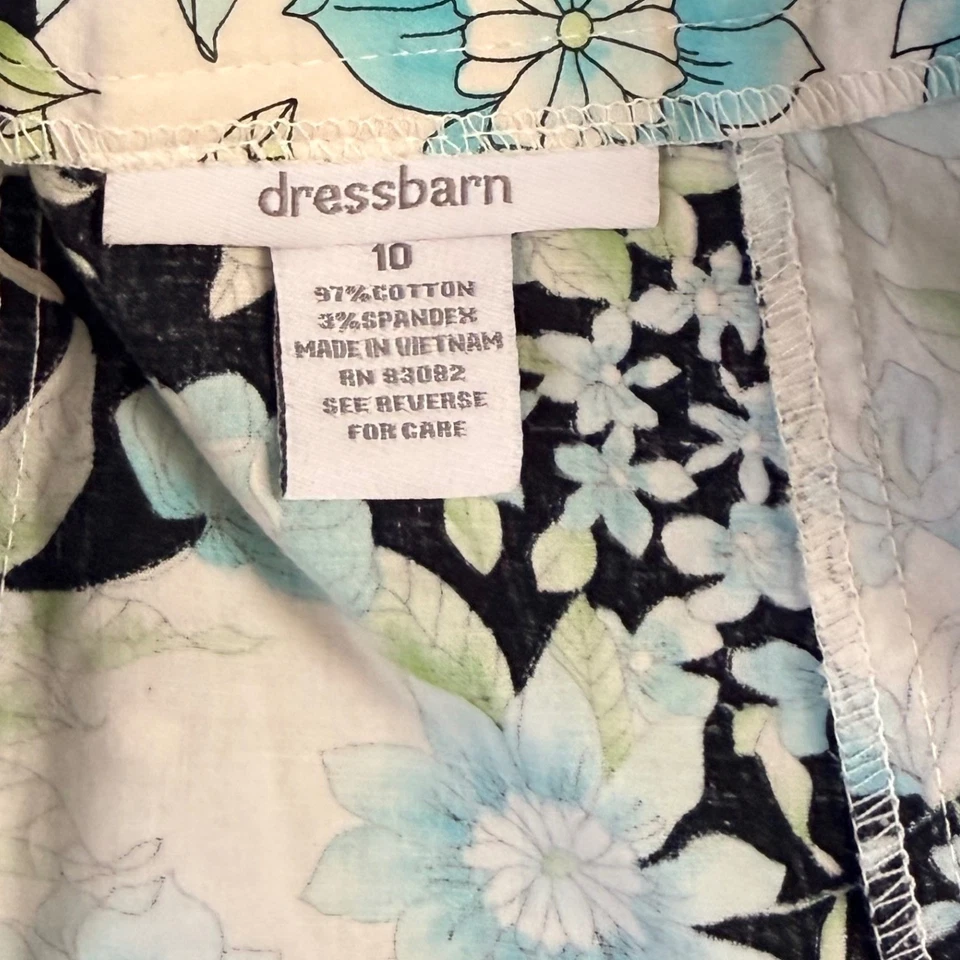 dressbarn
10
97% COTTON
3% SPANDEX
MADE IN VIETNAM
RN 83082
SEE REVERSE
FOR CARE